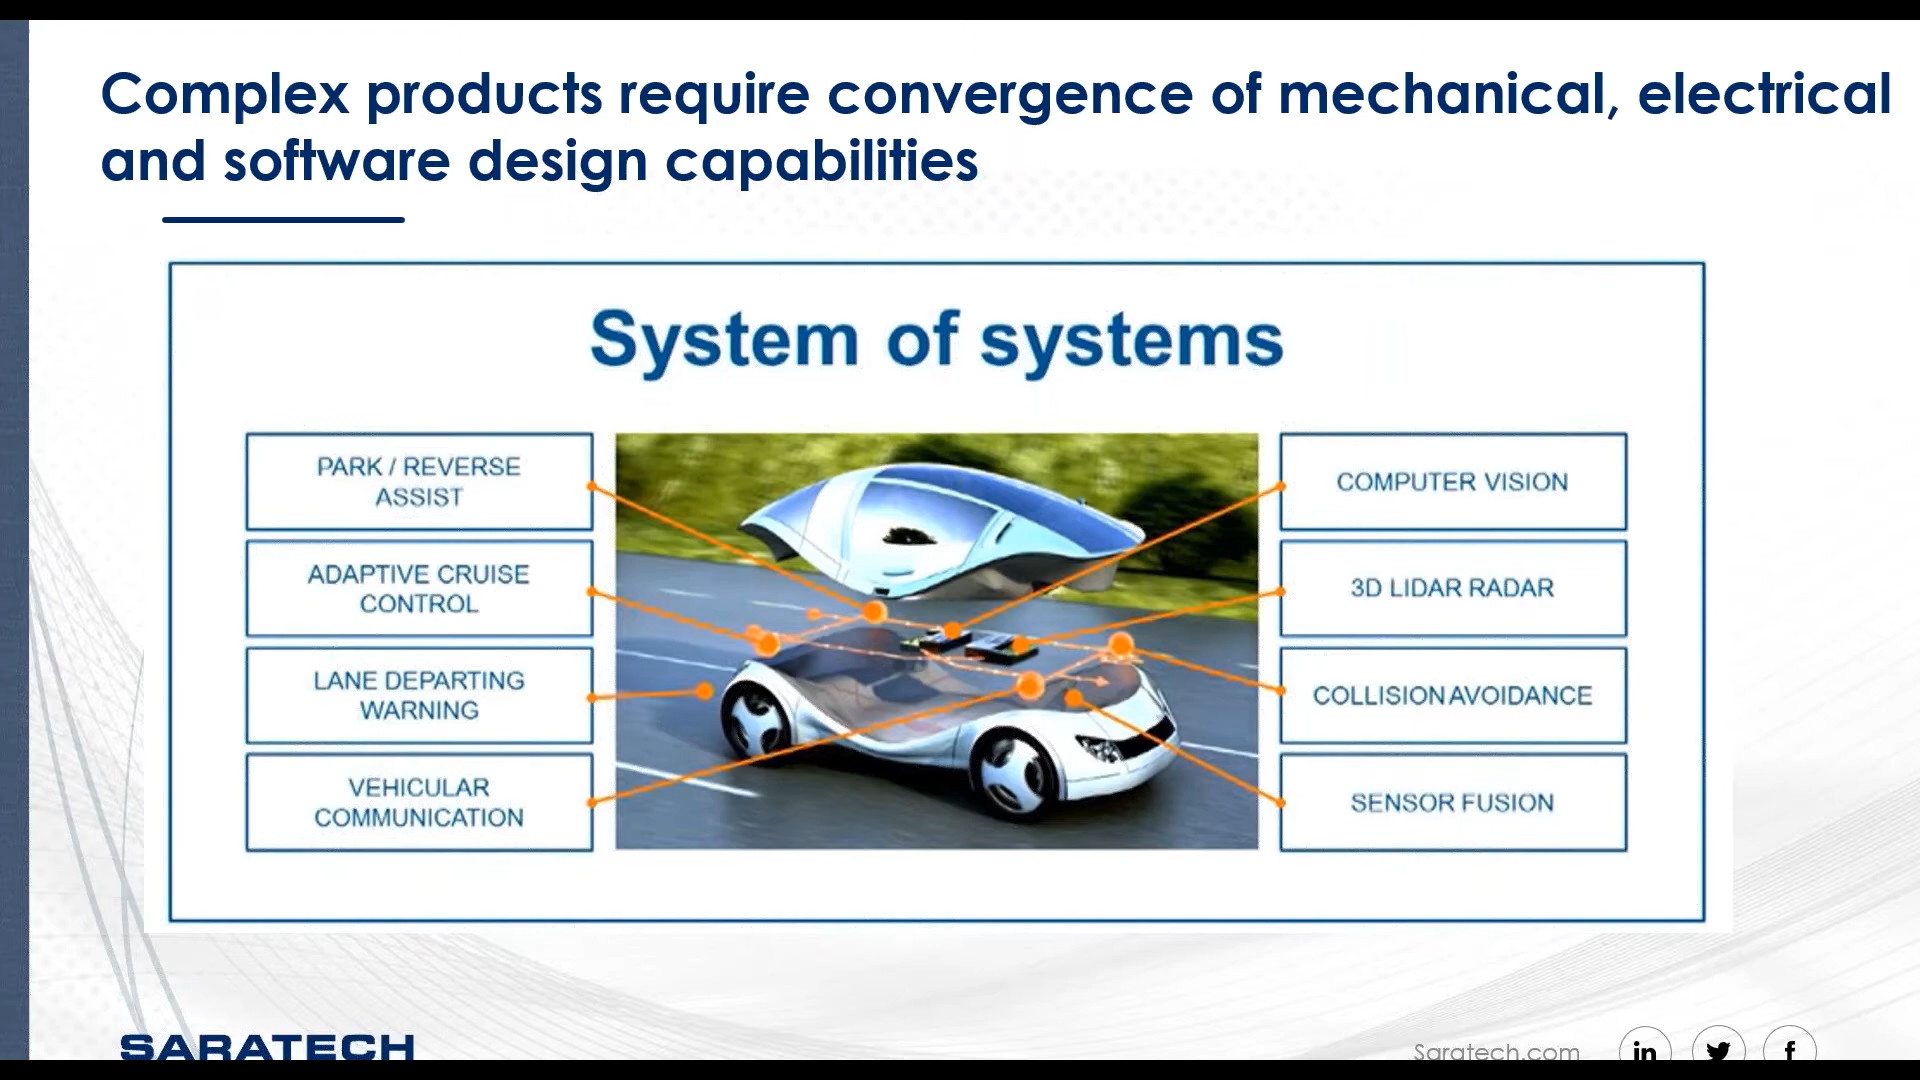 Complex products require convergence of mechanical, electrical
and software design capabilities
System of systems
PARK / REVERSE
ASSIST
ADAPTIVE CRUISE
CONTROL
LANE DEPARTING
WARNING
VEHICULAR
COMMUNICATION
COMPUTER VISION
3D LIDAR RADAR
COLLISION AVOIDANCE
SENSOR FUSION
SARATECH
Saratech.com
in
f